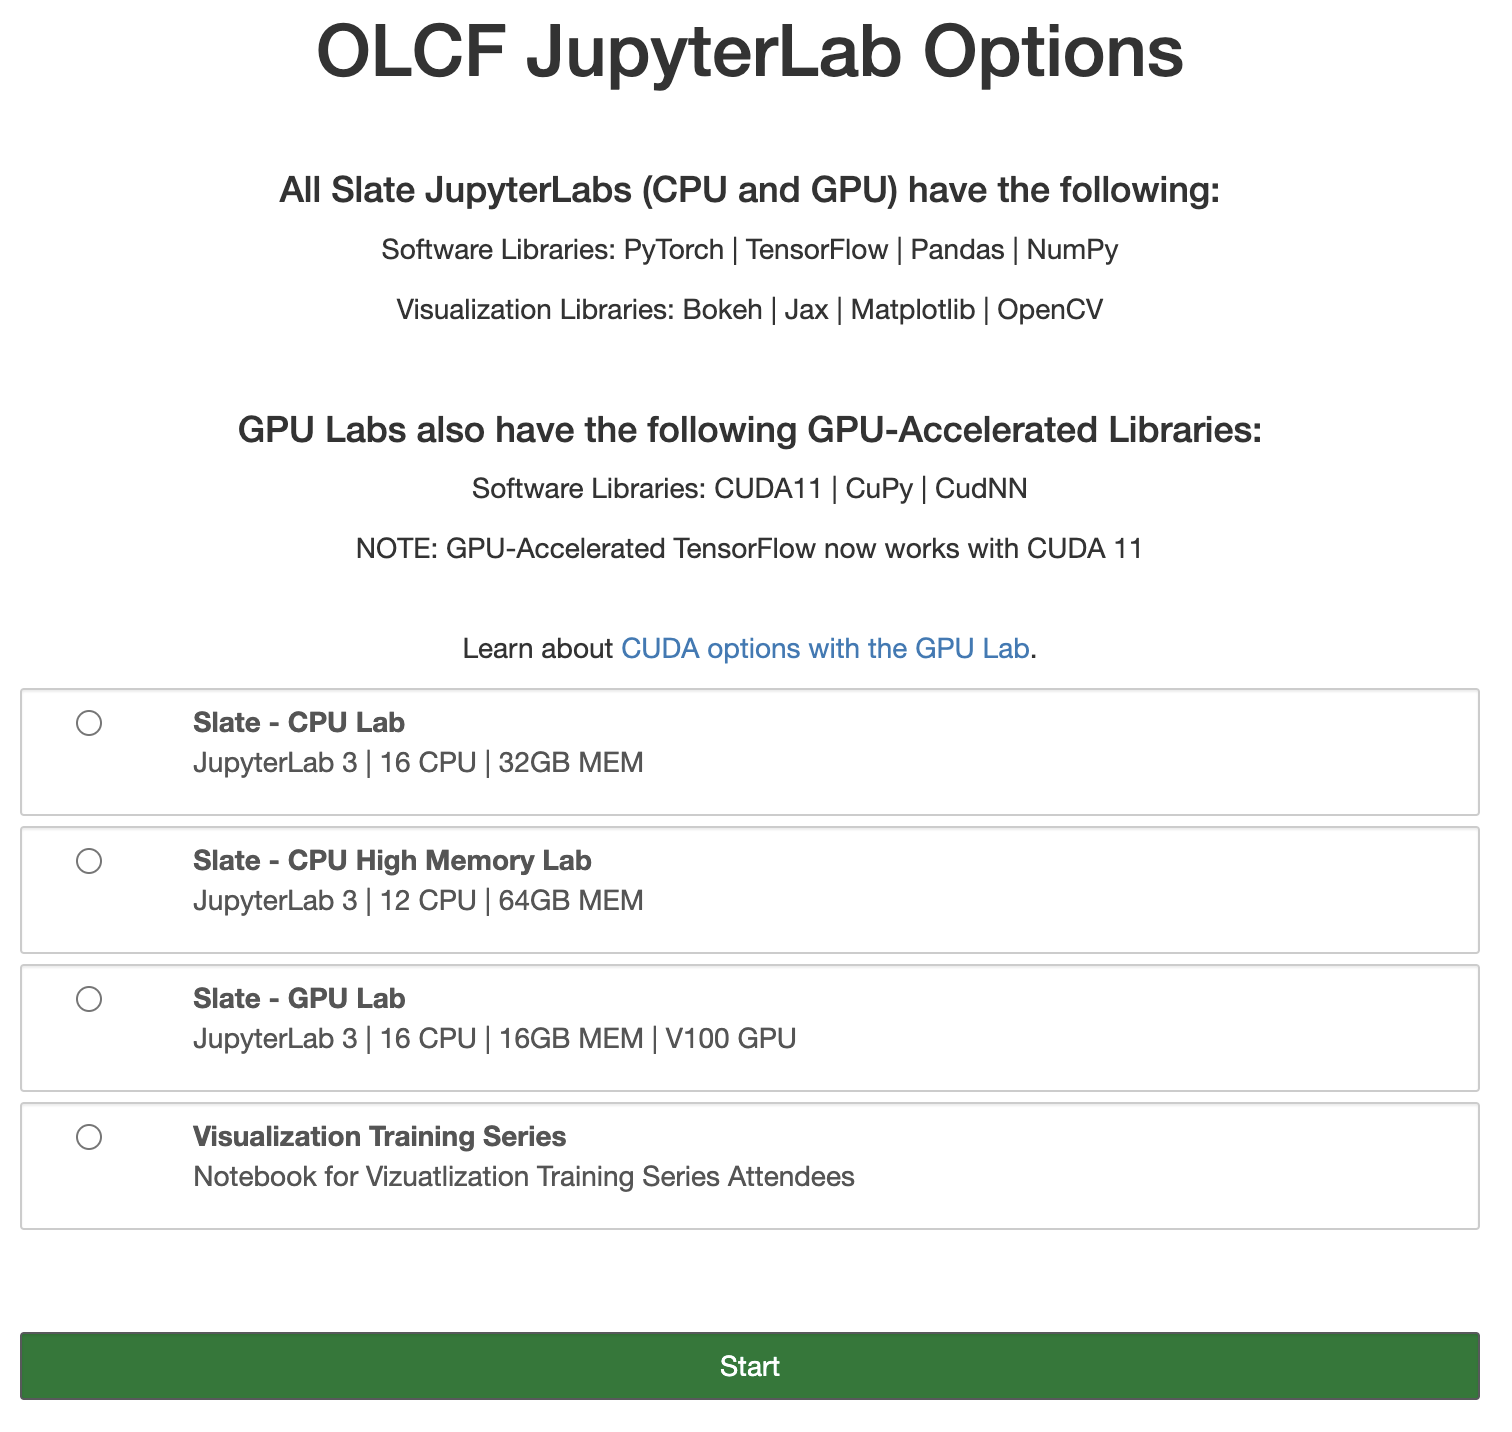 OLCF JupyterLab Options
All Slate JupyterLabs (CPU and GPU) have the following:
Software Libraries: PyTorch | TensorFlow | Pandas | NumPy
Visualization Libraries: Bokeh | Jax | Matplotlib | OpenCV
GPU Labs also have the following GPU-Accelerated Libraries:
Software Libraries: CUDA11 | CuPy | CudNN
NOTE: GPU-Accelerated TensorFlow now works with CUDA 11
Learn about CUDA options with the GPU Lab.
Slate - CPU Lab
JupyterLab 3 | 16 CPU | 32GB MEM
Slate - CPU High Memory Lab
JupyterLab 3 | 12 CPU | 64GB MEM
Slate - GPU Lab
JupyterLab 3 | 16 CPU | 16GB MEM | V100 GPU
Visualization Training Series
Notebook for Vizuatlization Training Series Attendees
Start